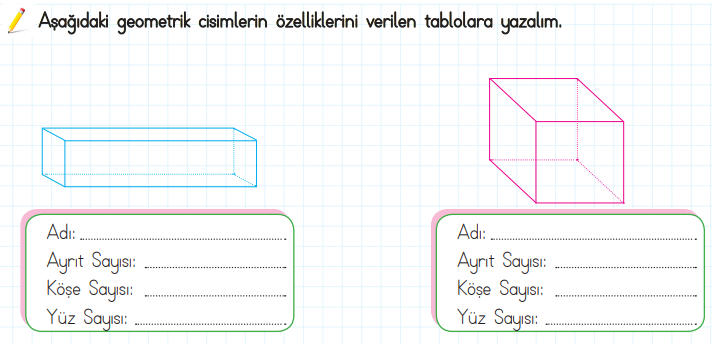 Aşağıdaki geometrik cisimlerin özelliklerini verilen tablolara yazalım.
Adı:
Ayrıt Sayısı:
Köşe Sayısı:
Yüz Sayısı:
Adı:
Ayrıt Sayısı:
Köşe Sayısı:
Yüz Sayısı: